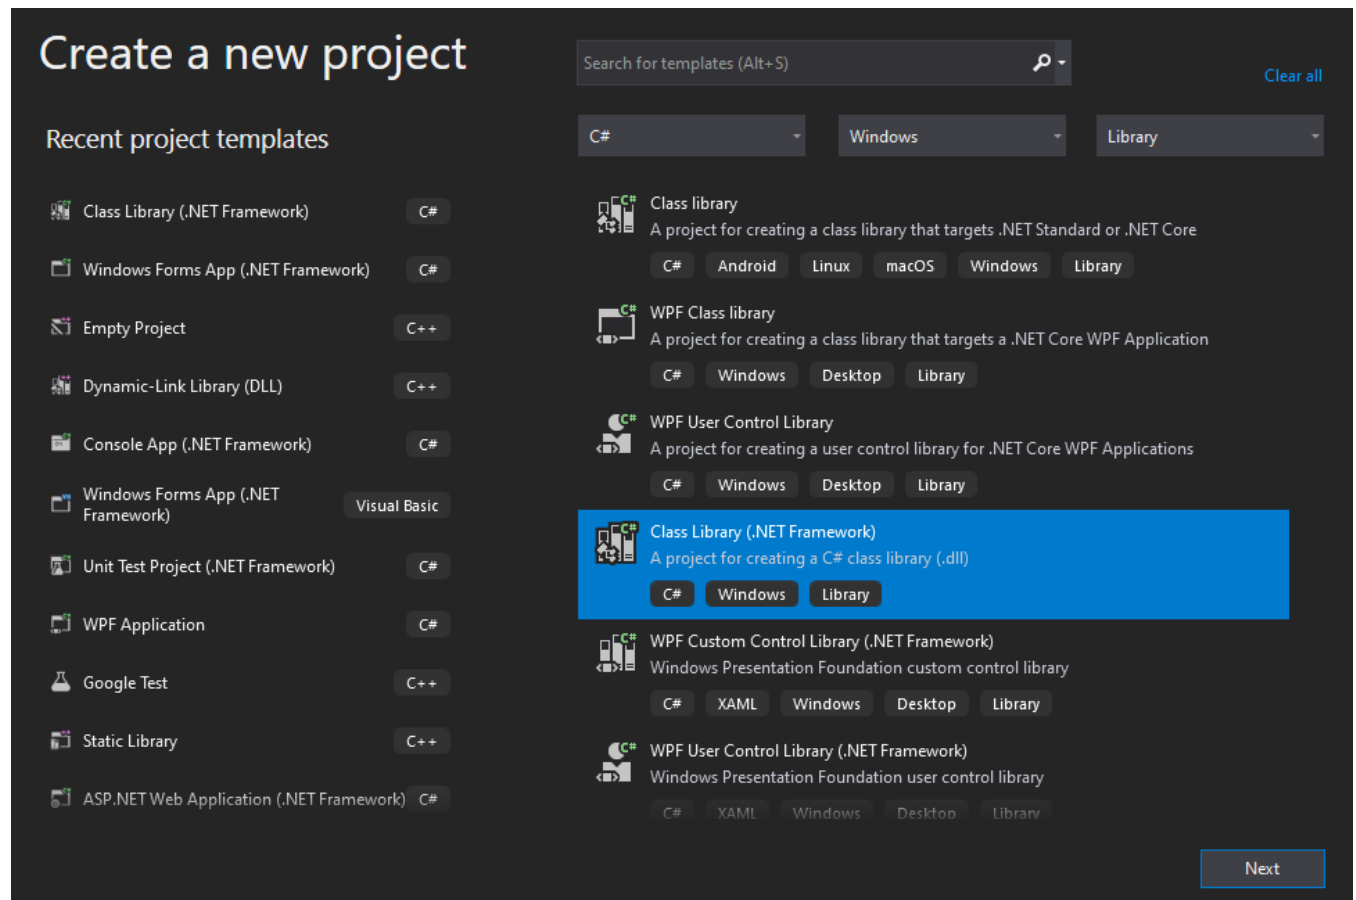 Create a new project
Search for templates (Alt+S)
Clear all
Recent project templates
C#
Windows
Library
Class Library (.NET Framework) C#
Windows Forms App (.NET Framework) C#
Empty Project C++
Dynamic-Link Library (DLL) C++
Console App (.NET Framework) C#
Windows Forms App (.NET
Framework) Visual Basic
Unit Test Project (.NET Framework) C#
WPF Application C#
Google Test C++
Static Library C++
ASP.NET Web Application (.NET Framework) C#
Class library
A project for creating a class library that targets .NET Standard or .NET Core
C# Android Linux macOS Windows Library
WPF Class library
A project for creating a class library that targets a .NET Core WPF Application
C# Windows Desktop Library
WPF User Control Library
A project for creating a user control library for .NET Core WPF Applications
C# Windows Desktop Library
Class Library (.NET Framework)
A project for creating a C# class library (.dll)
C# Windows Library
WPF Custom Control Library (.NET Framework)
Windows Presentation Foundation custom control library
C# XAML Windows Desktop Library
WPF User Control Library (.NET Framework)
Windows Presentation Foundation user control library
C# XAML Windows Desktop Library
Next